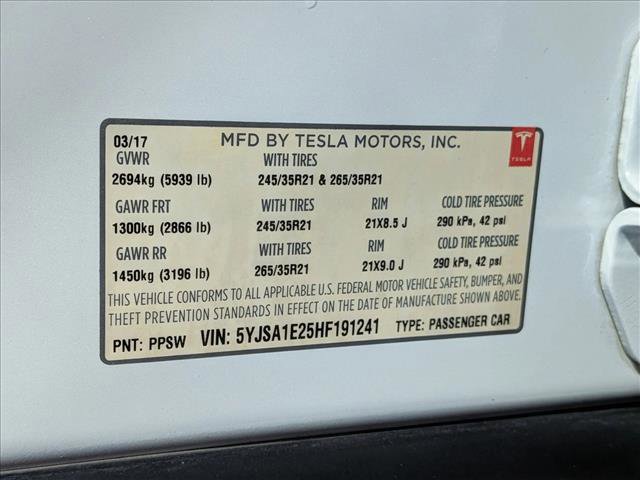 03/17 MFD BY TESLA MOTORS, INC.
GVWR WITH TIRES
TESLA
2694kg (5939 lb) 245/35R21 & 265/35R21
GAWR FRT WITH TIRES RIM COLD TIRE PRESSURE
1300kg (2866 lb) 245/35R21 21X8.5 J 290 kPa, 42 psi
GAWR RR WITH TIRES RIM COLD TIRE PRESSURE
1450kg (3196 lb) 265/35R21 21X9.0 J 290 kPa, 42 psi
THIS VEHICLE CONFORMS TO ALL APPLICABLE U.S. FEDERAL MOTOR VEHICLE SAFETY, BUMPER, AND
THEFT PREVENTION STANDARDS IN EFFECT ON THE DATE OF MANUFACTURE SHOWN ABOVE.
PNT: PPSW VIN: 5YJSA1E25HF191241 TYPE: PASSENGER CAR